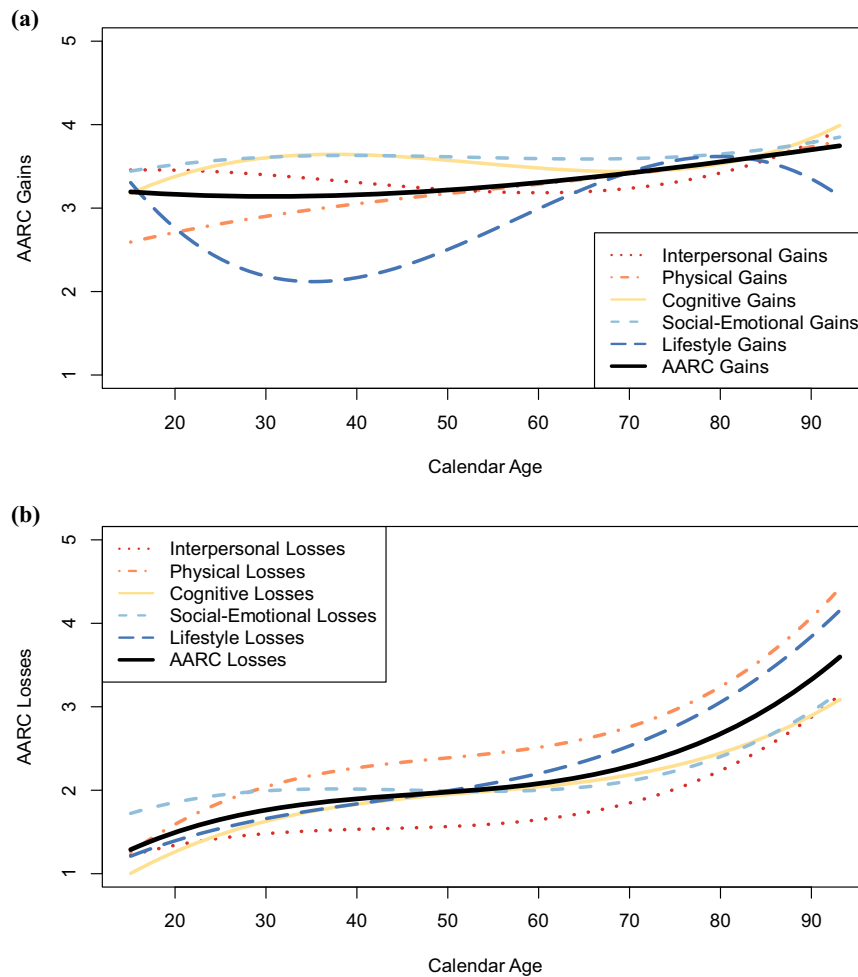 (a)
5
4
3
2
1
AARC Gains
Interpersonal Gains
Physical Gains
Cognitive Gains
Social-Emotional Gains
Lifestyle Gains
AARC Gains
20 30 40 50 60 70 80 90
Calendar Age
(b)
5
4
3
2
1
AARC Losses
Interpersonal Losses
Physical Losses
Cognitive Losses
Social-Emotional Losses
Lifestyle Losses
AARC Losses
20 30 40 50 60 70 80 90
Calendar Age